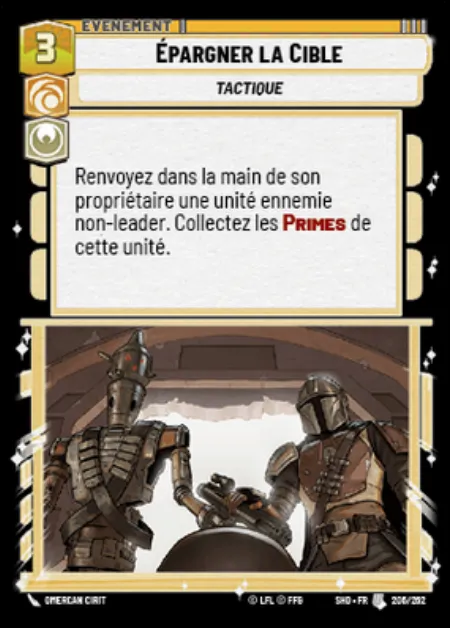 ÉVÉNEMENT
3
ÉPARGNER LA CIBLE
TACTIQUE
Renvoyez dans la main de son
propriétaire une unité ennemie
non-leader. Collectez les PRIMES de
cette unité.
OMERCAN CIRIT
© LFL © FFG
SHD • FR
206/262